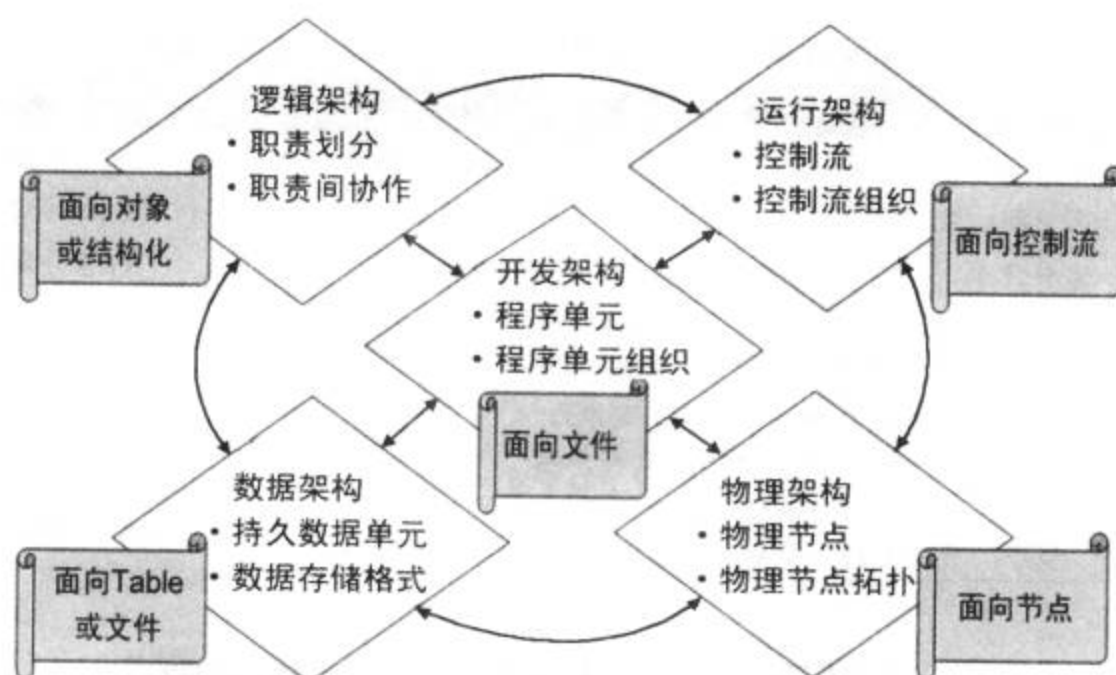 逻辑架构
·职责划分
·职责间协作
面向对象
或结构化
运行架构
·控制流
·控制流组织
面向控制流
开发架构
·程序单元
·程序单元组织
面向文件
数据架构
·持久数据单元
·数据存储格式
面向Table
或文件
物理架构
·物理节点
·物理节点拓扑
面向节点